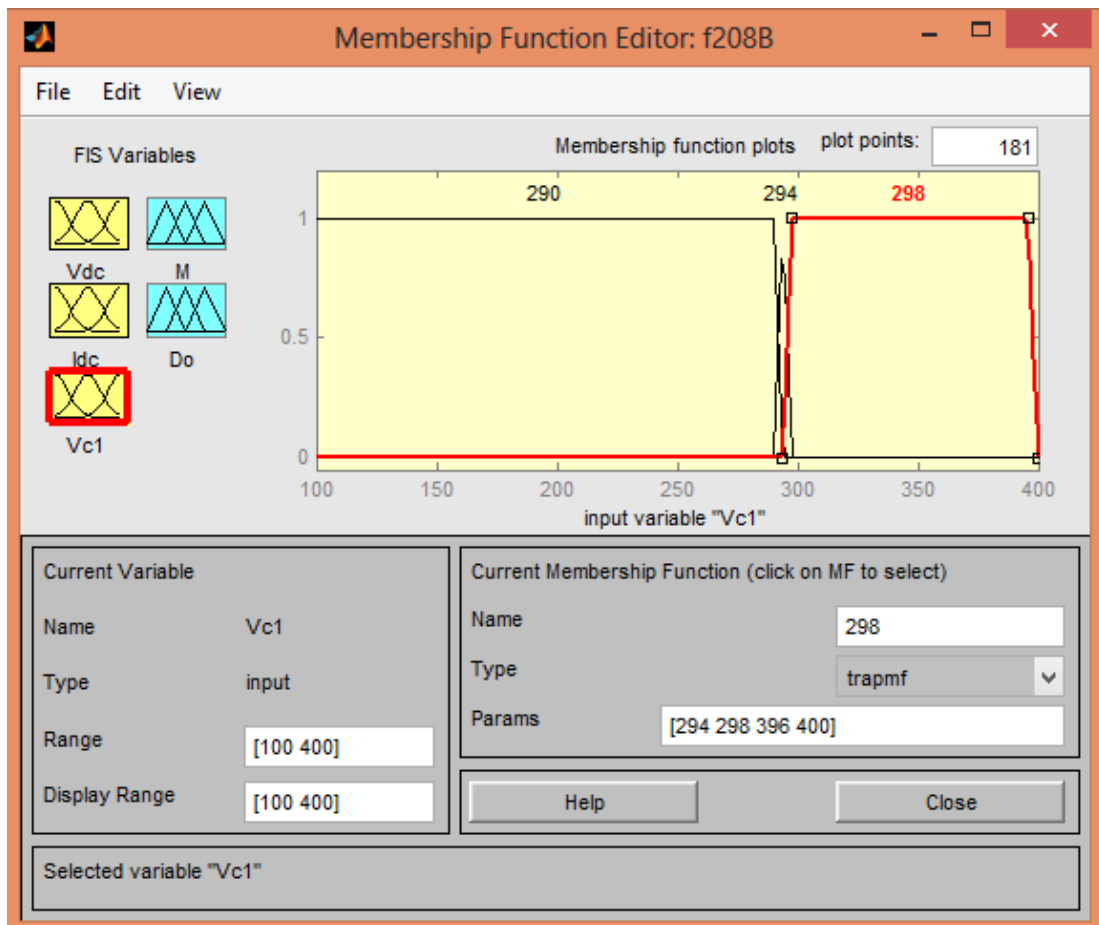 Membership Function Editor: f208B
File Edit View
FIS Variables
Membership function plots plot points: 181
290 294 298
1
0.5
0
100 150 200 250 300 350 400
input variable "Vc1"
Vdc M
Idc Do
Vc1
Current Variable
Name Vc1
Type input
Range [100 400]
Display Range [100 400]
Current Membership Function (click on MF to select)
Name 298
Type trapmf
Params [294 298 396 400]
Help Close
Selected variable "Vc1"